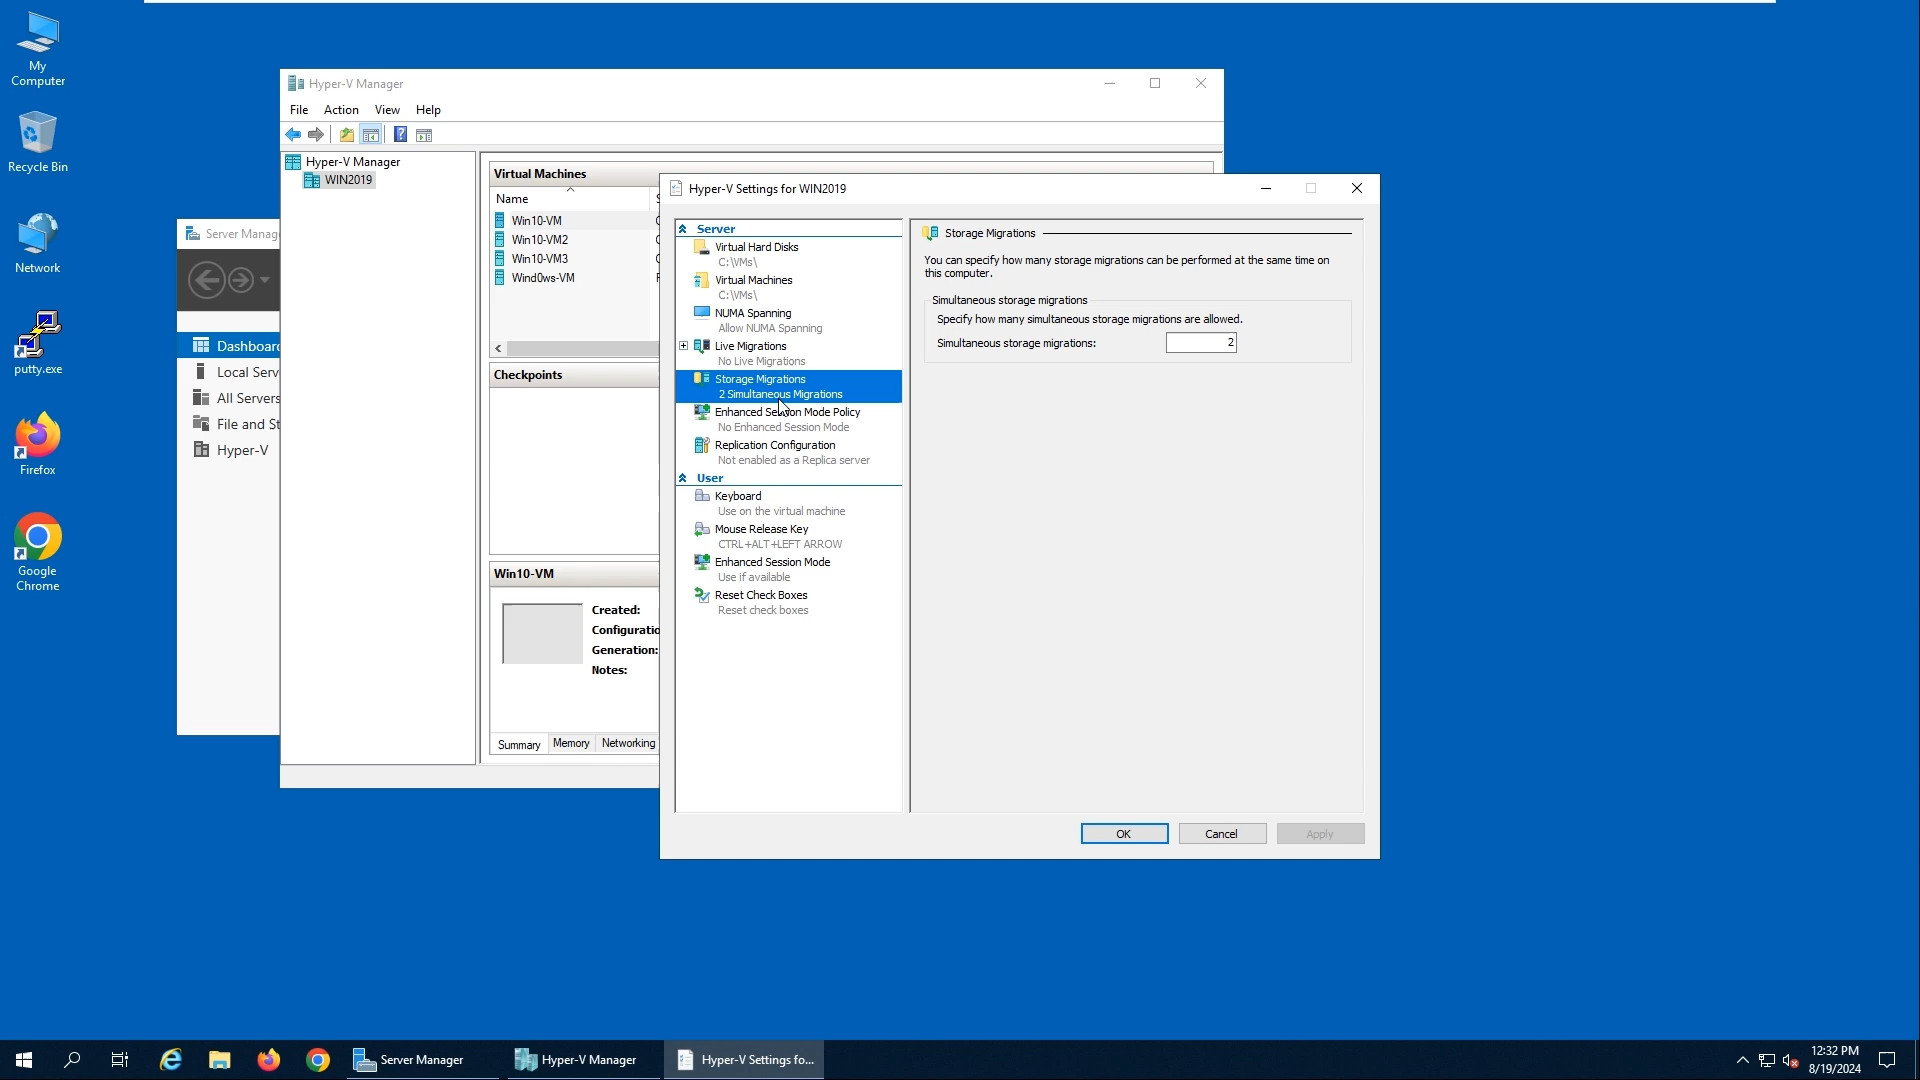 My
Computer
Recycle Bin
Network
putty.exe
Firefox
Google
Chrome
Server Manag
Dashboard
Local Serv
All Servers
File and St
Hyper-V
Hyper-V Manager
File Action View Help
Hyper-V Manager
WIN2019
Virtual Machines
Name
Win10-VM
Win10-VM2
Win10-VM3
Wind0ws-VM
Checkpoints
Win10-VM
Created:
Configuratio
Generation:
Notes:
Summary Memory Networking
Hyper-V Settings for WIN2019
Server
Virtual Hard Disks
C:\VMs\
Virtual Machines
C:\VMs\
NUMA Spanning
Allow NUMA Spanning
Live Migrations
No Live Migrations
Storage Migrations
2 Simultaneous Migrations
Enhanced Session Mode Policy
No Enhanced Session Mode
Replication Configuration
Not enabled as a Replica server
User
Keyboard
Use on the virtual machine
Mouse Release Key
CTRL+ALT+LEFT ARROW
Enhanced Session Mode
Use if available
Reset Check Boxes
Reset check boxes
Storage Migrations
You can specify how many storage migrations can be performed at the same time on
this computer.
Simultaneous storage migrations
Specify how many simultaneous storage migrations are allowed.
Simultaneous storage migrations: 2
OK Cancel Apply
Server Manager Hyper-V Manager Hyper-V Settings fo...
12:32 PM
8/19/2024